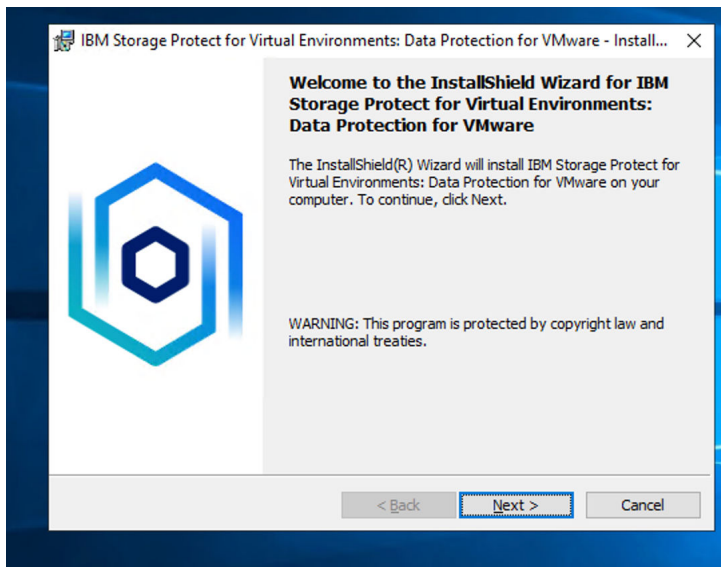 IBM Storage Protect for Virtual Environments: Data Protection for VMware - Install...
Welcome to the InstallShield Wizard for IBM
Storage Protect for Virtual Environments:
Data Protection for VMware
The InstallShield(R) Wizard will install IBM Storage Protect for
Virtual Environments: Data Protection for VMware on your
computer. To continue, click Next.
WARNING: This program is protected by copyright law and
international treaties.
< Back
Next >
Cancel